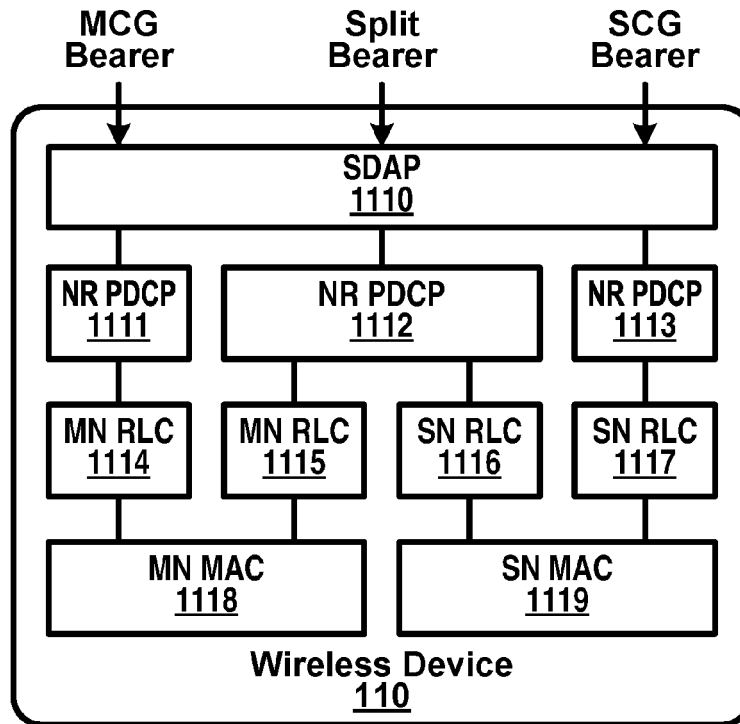 MCG Bearer
Split Bearer
SCG Bearer
SDAP
1110
NR PDCP
1111
NR PDCP
1112
NR PDCP
1113
MN RLC
1114
MN RLC
1115
SN RLC
1116
SN RLC
1117
MN MAC
1118
SN MAC
1119
Wireless Device
110